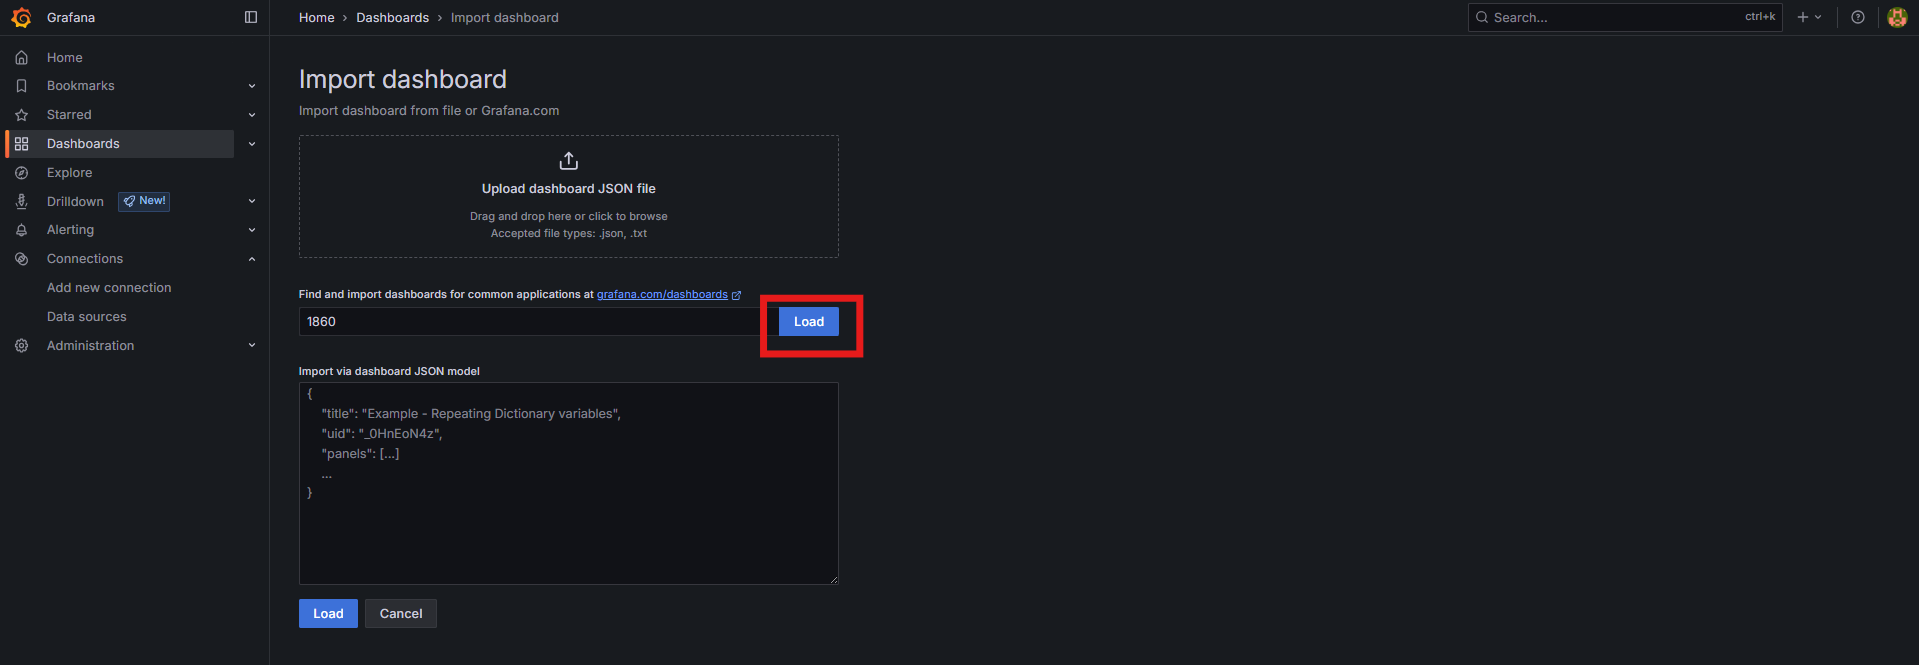 Grafana
Home › Dashboards › Import dashboard
Search...
ctrl+k
Home
Bookmarks
Starred
Dashboards
Explore
Drilldown
New!
Alerting
Connections
Add new connection
Data sources
Administration
Import dashboard
Import dashboard from file or Grafana.com
Upload dashboard JSON file
Drag and drop here or click to browse
Accepted file types: .json, .txt
Find and import dashboards for common applications at grafana.com/dashboards
1860
Load
Import via dashboard JSON model
{
"title": "Example - Repeating Dictionary variables",
"uid": "_0HnEoN4z",
"panels": [...]
...
}
Load
Cancel